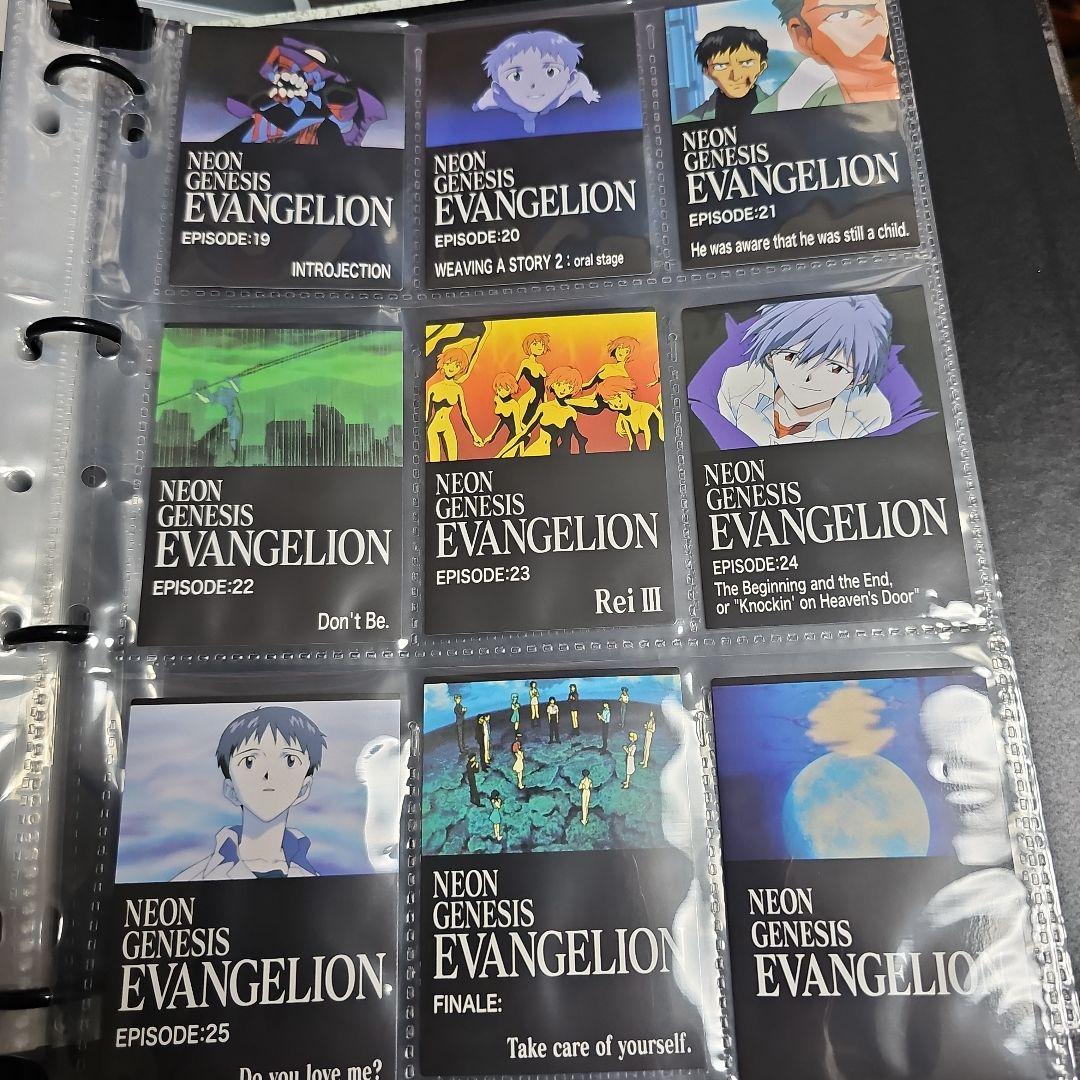 NEON
GENESIS
EVANGELION
EPISODE:19
INTROJECTION
NEON
GENESIS
EVANGELION
EPISODE:20
WEAVING A STORY 2 : oral stage
NEON
GENESIS
EVANGELION
EPISODE:21
He was aware that he was still a child.
NEON
GENESIS
EVANGELION
EPISODE:22
Don't Be.
NEON
GENESIS
EVANGELION
EPISODE:23
Rei III
NEON
GENESIS
EVANGELION
EPISODE:24
The Beginning and the End,
or "Knockin' on Heaven's Door"
NEON
GENESIS
EVANGELION
EPISODE:25
Do you love me?
NEON
GENESIS
EVANGELION
FINALE:
Take care of yourself.
NEON
GENESIS
EVANGELION